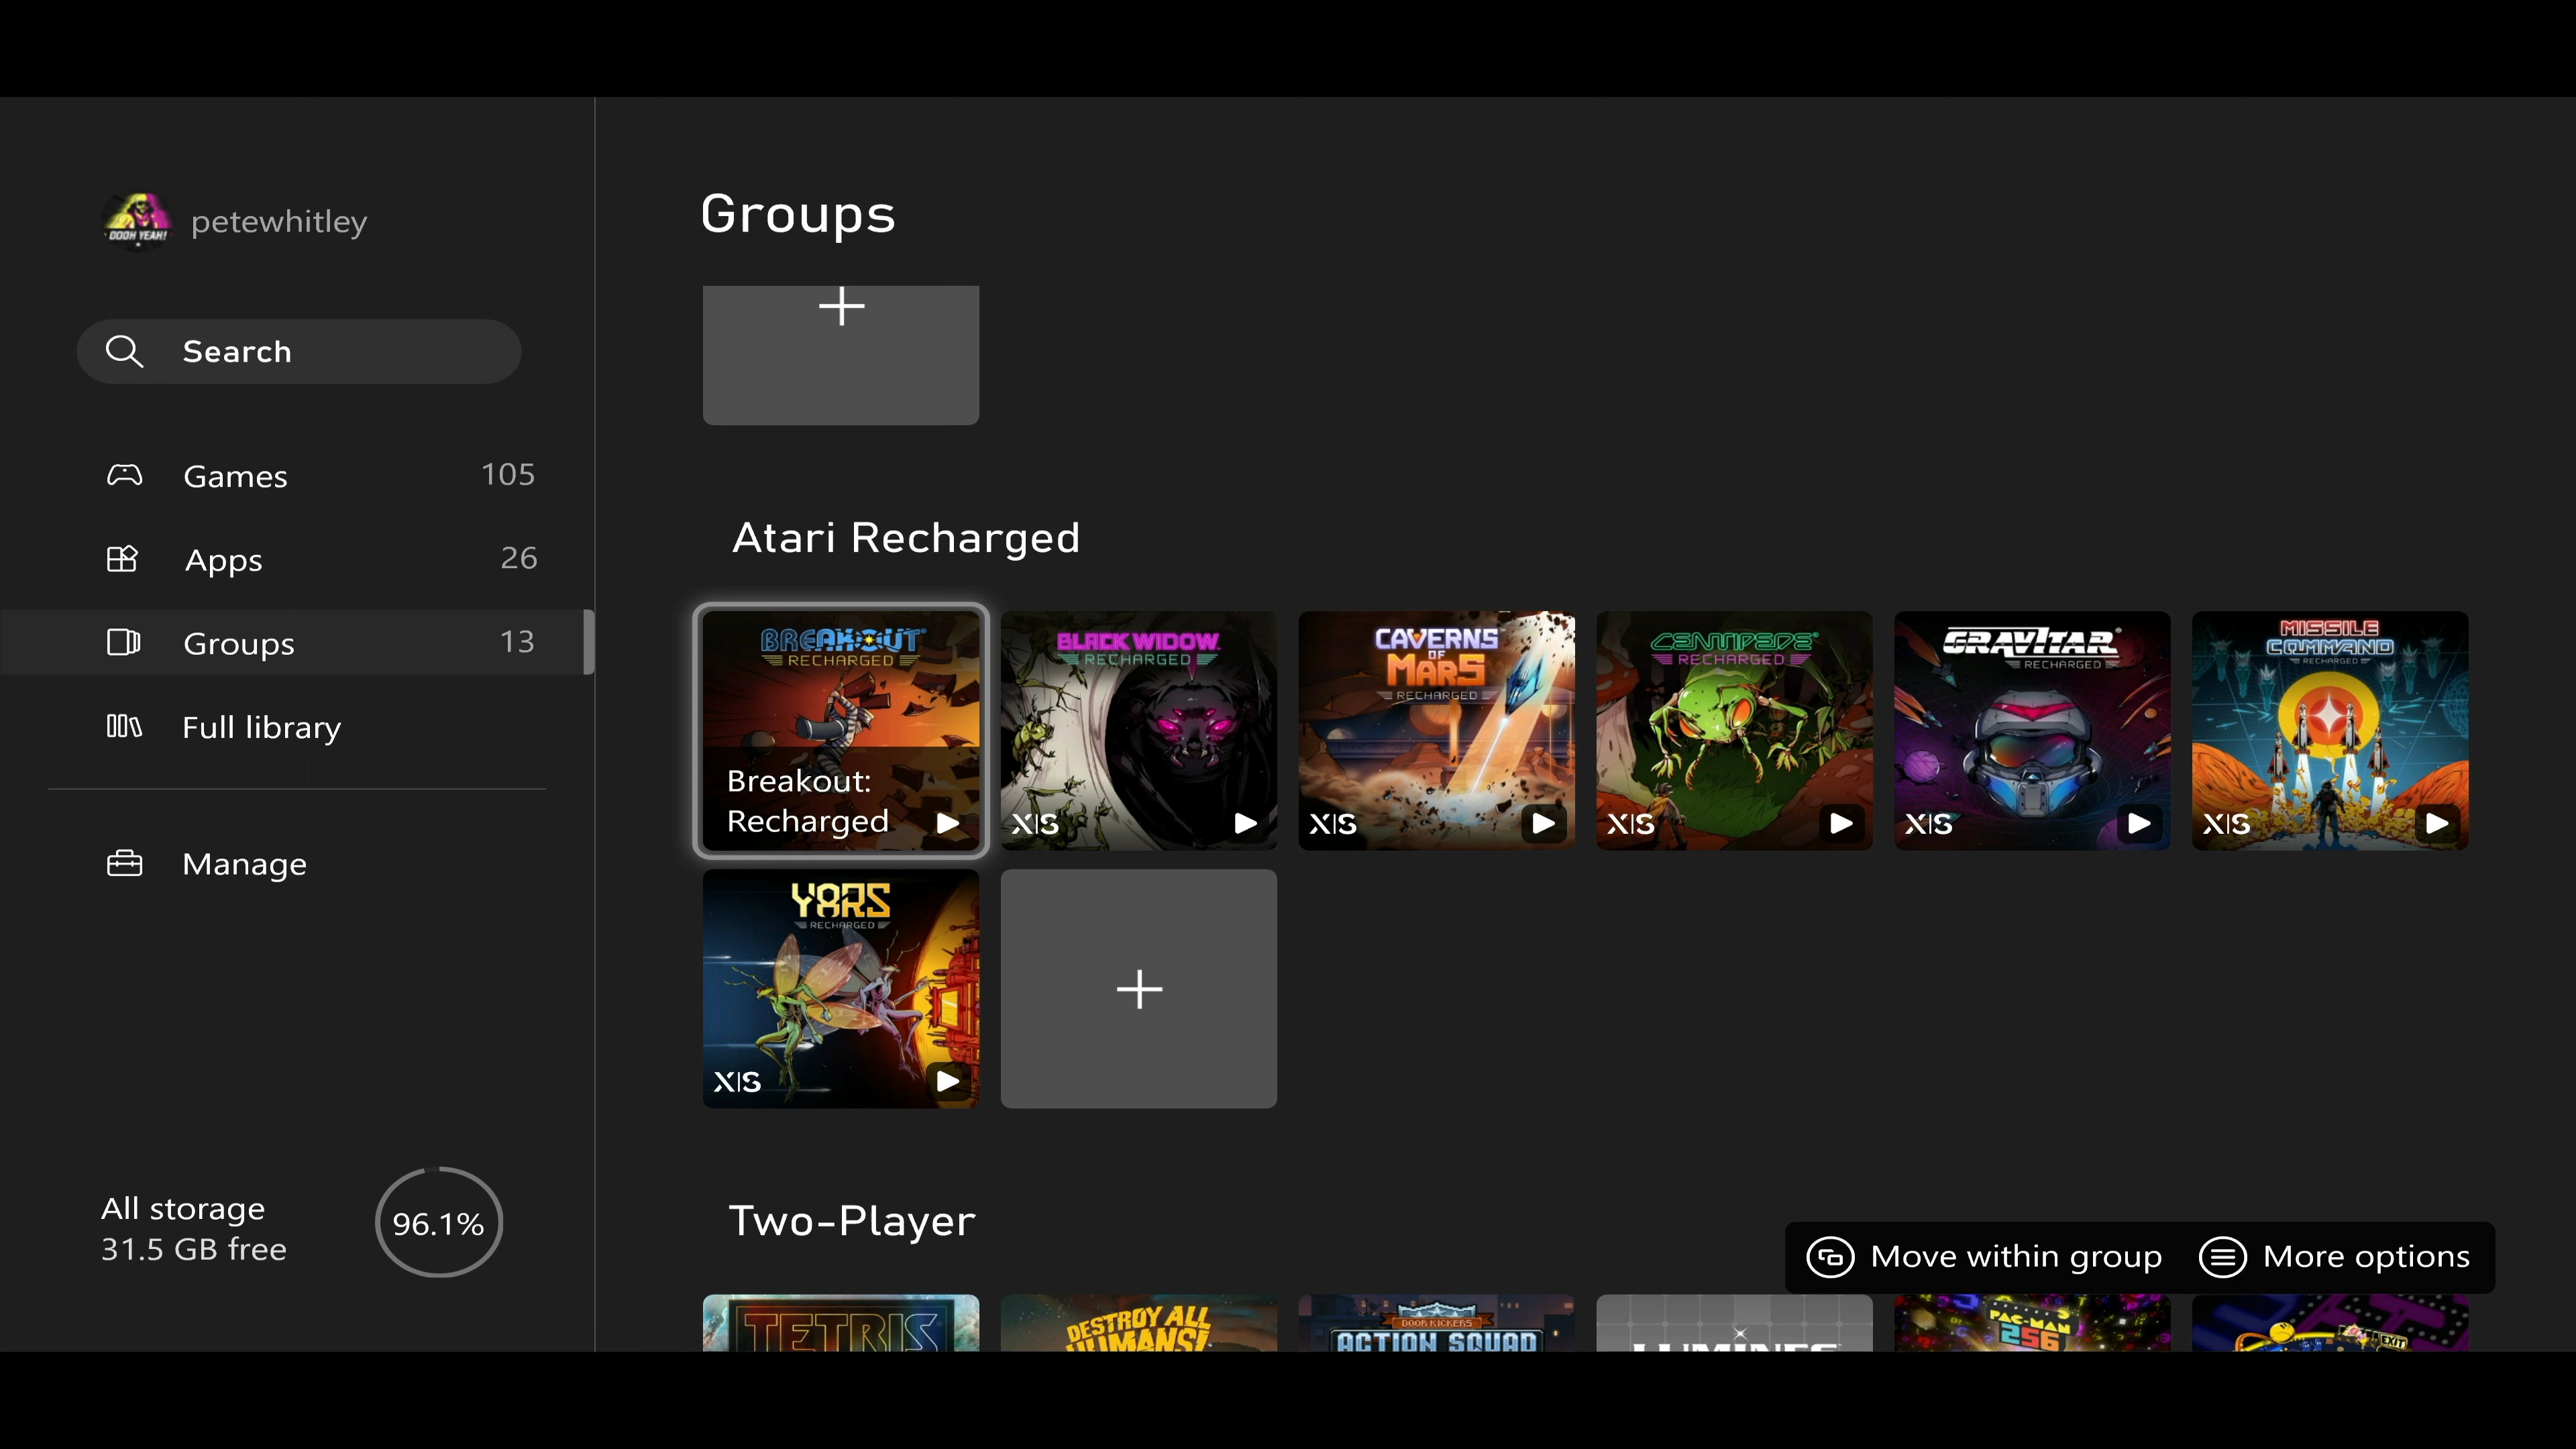 OOOH YEAH!
petewhitley
Search
Games 105
Apps 26
Groups 13
Full library
Manage
All storage
31.5 GB free
96.1%
Groups
Atari Recharged
BREAKOUT
RECHARGED
Breakout:
Recharged
BLACK WIDOW
RECHARGED
X|S
CAVERNS
OF
MARS
RECHARGED
X|S
CENTIPEDE
RECHARGED
X|S
GRAVITAR
RECHARGED
X|S
MISSILE
COMMAND
RECHARGED
X|S
YARS
RECHARGED
X|S
Two-Player
Move within group
More options
TETRIS
DESTROY ALL
HUMANS!
DOOR KICKERS
ACTION SQUAD
LUMINES
PAC-MAN
256
EXIT